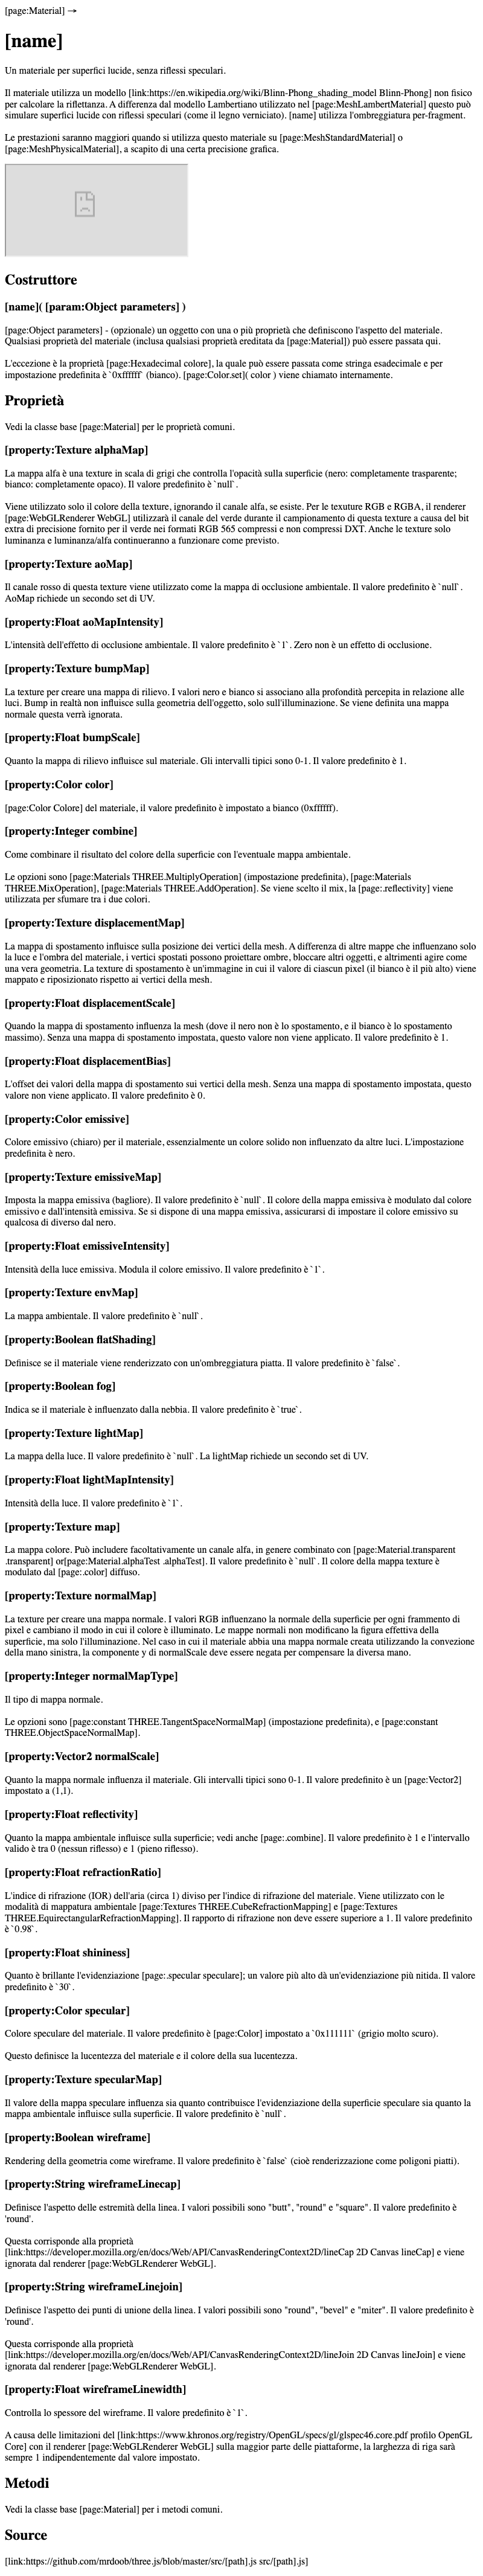 [page:Material] →
[name]
Un materiale per superfici lucide, senza riflessi speculari.
Il materiale utilizza un modello [link:https://en.wikipedia.org/wiki/Blinn-Phong_shading_model Blinn-Phong] non fisico
per calcolare la riflettanza. A differenza dal modello Lambertiano utilizzato nel [page:MeshLambertMaterial] questo può
simulare superfici lucide con riflessi speculari (come il legno verniciato). [name] utilizza l'ombreggiatura per-fragment.
Le prestazioni saranno maggiori quando si utilizza questo materiale su [page:MeshStandardMaterial] o
[page:MeshPhysicalMaterial], a scapito di una certa precisione grafica.
Costruttore
[name]( [param:Object parameters] )
[page:Object parameters] - (opzionale) un oggetto con una o più proprietà che definiscono l'aspetto del materiale.
Qualsiasi proprietà del materiale (inclusa qualsiasi proprietà ereditata da [page:Material]) può essere passata qui.
L'eccezione è la proprietà [page:Hexadecimal colore], la quale può essere passata come stringa esadecimale e per
impostazione predefinita è `0xffffff` (bianco). [page:Color.set]( color ) viene chiamato internamente.
Proprietà
Vedi la classe base [page:Material] per le proprietà comuni.
[property:Texture alphaMap]
La mappa alfa è una texture in scala di grigi che controlla l'opacità sulla superficie (nero: completamente trasparente;
bianco: completamente opaco). Il valore predefinito è `null`.
Viene utilizzato solo il colore della texture, ignorando il canale alfa, se esiste. Per le texuture RGB e RGBA, il renderer
[page:WebGLRenderer WebGL] utilizzarà il canale del verde durante il campionamento di questa texture a causa del bit
extra di precisione fornito per il verde nei formati RGB 565 compressi e non compressi DXT. Anche le texture solo
luminanza e luminanza/alfa continueranno a funzionare come previsto.
[property:Texture aoMap]
Il canale rosso di questa texture viene utilizzato come la mappa di occlusione ambientale. Il valore predefinito è `null`.
AoMap richiede un secondo set di UV.
[property:Float aoMapIntensity]
L'intensità dell'effetto di occlusione ambientale. Il valore predefinito è `1`. Zero non è un effetto di occlusione.
[property:Texture bumpMap]
La texture per creare una mappa di rilievo. I valori nero e bianco si associano alla profondità percepita in relazione alle
luci. Bump in realtà non influisce sulla geometria dell'oggetto, solo sull'illuminazione. Se viene definita una mappa
normale questa verrà ignorata.
[property:Float bumpScale]
Quanto la mappa di rilievo influisce sul materiale. Gli intervalli tipici sono 0-1. Il valore predefinito è 1.
[property:Color color]
[page:Color Colore] del materiale, il valore predefinito è impostato a bianco (0xffffff).
[property:Integer combine]
Come combinare il risultato del colore della superficie con l'eventuale mappa ambientale.
Le opzioni sono [page:Materials THREE.MultiplyOperation] (impostazione predefinita), [page:Materials
THREE.MixOperation], [page:Materials THREE.AddOperation]. Se viene scelto il mix, la [page:.reflectivity] viene
utilizzata per sfumare tra i due colori.
[property:Texture displacementMap]
La mappa di spostamento influisce sulla posizione dei vertici della mesh. A differenza di altre mappe che influenzano solo
la luce e l'ombra del materiale, i vertici spostati possono proiettare ombre, bloccare altri oggetti, e altrimenti agire come
una vera geometria. La texture di spostamento è un'immagine in cui il valore di ciascun pixel (il bianco è il più alto) viene
mappato e riposizionato rispetto ai vertici della mesh.
[property:Float displacementScale]
Quando la mappa di spostamento influenza la mesh (dove il nero non è lo spostamento, e il bianco è lo spostamento
massimo). Senza una mappa di spostamento impostata, questo valore non viene applicato. Il valore predefinito è 1.
[property:Float displacementBias]
L'offset dei valori della mappa di spostamento sui vertici della mesh. Senza una mappa di spostamento impostata, questo
valore non viene applicato. Il valore predefinito è 0.
[property:Color emissive]
Colore emissivo (chiaro) per il materiale, essenzialmente un colore solido non influenzato da altre luci. L'impostazione
predefinita è nero.
[property:Texture emissiveMap]
Imposta la mappa emissiva (bagliore). Il valore predefinito è `null`. Il colore della mappa emissiva è modulato dal colore
emissivo e dall'intensità emissiva. Se si dispone di una mappa emissiva, assicurarsi di impostare il colore emissivo su
qualcosa di diverso dal nero.
[property:Float emissiveIntensity]
Intensità della luce emissiva. Modula il colore emissivo. Il valore predefinito è `1`.
[property:Texture envMap]
La mappa ambientale. Il valore predefinito è `null`.
[property:Boolean flatShading]
Definisce se il materiale viene renderizzato con un'ombreggiatura piatta. Il valore predefinito è `false`.
[property:Boolean fog]
Indica se il materiale è influenzato dalla nebbia. Il valore predefinito è `true`.
[property:Texture lightMap]
La mappa della luce. Il valore predefinito è `null`. La lightMap richiede un secondo set di UV.
[property:Float lightMapIntensity]
Intensità della luce. Il valore predefinito è `1`.
[property:Texture map]
La mappa colore. Può includere facoltativamente un canale alfa, in genere combinato con [page:Material.transparent
.transparent] or[page:Material.alphaTest .alphaTest]. Il valore predefinito è `null`. Il colore della mappa texture è
modulato dal [page:.color] diffuso.
[property:Texture normalMap]
La texture per creare una mappa normale. I valori RGB influenzano la normale della superficie per ogni frammento di
pixel e cambiano il modo in cui il colore è illuminato. Le mappe normali non modificano la figura effettiva della
superficie, ma solo l'illuminazione. Nel caso in cui il materiale abbia una mappa normale creata utilizzando la convezione
della mano sinistra, la componente y di normalScale deve essere negata per compensare la diversa mano.
[property:Integer normalMapType]
Il tipo di mappa normale.
Le opzioni sono [page:constant THREE.TangentSpaceNormalMap] (impostazione predefinita), e [page:constant
THREE.ObjectSpaceNormalMap].
[property:Vector2 normalScale]
Quanto la mappa normale influenza il materiale. Gli intervalli tipici sono 0-1. Il valore predefinito è un [page:Vector2]
impostato a (1,1).
[property:Float reflectivity]
Quanto la mappa ambientale influisce sulla superficie; vedi anche [page:.combine]. Il valore predefinito è 1 e l'intervallo
valido è tra 0 (nessun riflesso) e 1 (pieno riflesso).
[property:Float refractionRatio]
L'indice di rifrazione (IOR) dell'aria (circa 1) diviso per l'indice di rifrazione del materiale. Viene utilizzato con le
modalità di mappatura ambientale [page:Textures THREE.CubeRefractionMapping] e [page:Textures
THREE.EquirectangularRefractionMapping]. Il rapporto di rifrazione non deve essere superiore a 1. Il valore predefinito
è `0.98`.
[property:Float shininess]
Quanto è brillante l'evidenziazione [page:.specular speculare]; un valore più alto dà un'evidenziazione più nitida. Il valore
predefinito è `30`.
[property:Color specular]
Colore speculare del materiale. Il valore predefinito è [page:Color] impostato a `0x111111` (grigio molto scuro).
Questo definisce la lucentezza del materiale e il colore della sua lucentezza.
[property:Texture specularMap]
Il valore della mappa speculare influenza sia quanto contribuisce l'evidenziazione della superficie speculare sia quanto la
mappa ambientale influisce sulla superficie. Il valore predefinito è `null`.
[property:Boolean wireframe]
Rendering della geometria come wireframe. Il valore predefinito è `false` (cioè renderizzazione come poligoni piatti).
[property:String wireframeLinecap]
Definisce l'aspetto delle estremità della linea. I valori possibili sono "butt", "round" e "square". Il valore predefinito è
'round'.
Questa corrisponde alla proprietà
[link:https://developer.mozilla.org/en/docs/Web/API/CanvasRenderingContext2D/lineCap 2D Canvas lineCap] e viene
ignorata dal renderer [page:WebGLRenderer WebGL].
[property:String wireframeLinejoin]
Definisce l'aspetto dei punti di unione della linea. I valori possibili sono "round", "bevel" e "miter". Il valore predefinito è
'round'.
Questa corrisponde alla proprietà
[link:https://developer.mozilla.org/en/docs/Web/API/CanvasRenderingContext2D/lineJoin 2D Canvas lineJoin] e viene
ignorata dal renderer [page:WebGLRenderer WebGL].
[property:Float wireframeLinewidth]
Controlla lo spessore del wireframe. Il valore predefinito è `1`.
A causa delle limitazioni del [link:https://www.khronos.org/registry/OpenGL/specs/gl/glspec46.core.pdf profilo OpenGL
Core] con il renderer [page:WebGLRenderer WebGL] sulla maggior parte delle piattaforme, la larghezza di riga sarà
sempre 1 indipendentemente dal valore impostato.
Metodi
Vedi la classe base [page:Material] per i metodi comuni.
Source
[link:https://github.com/mrdoob/three.js/blob/master/src/[path].js src/[path].js]